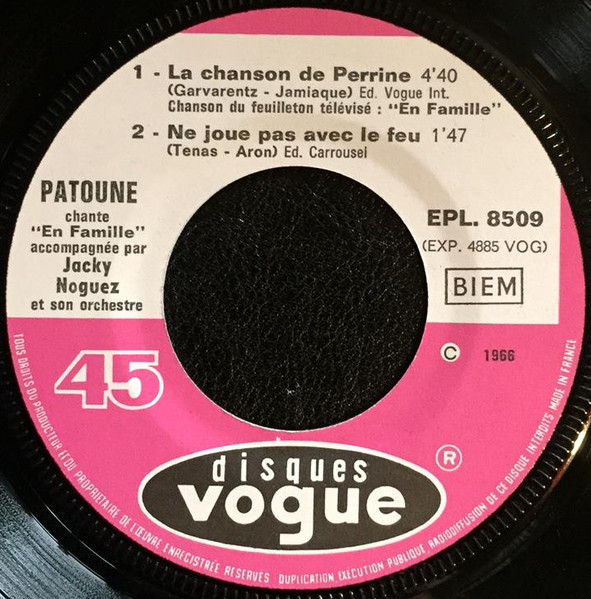 1 - La chanson de Perrine 4'40
(Garvarentz - Jamiaque) Ed. Vogue Int.
Chanson du feuilleton télévisé : "En Famille"
2 - Ne joue pas avec le feu 1'47
(Tenas - Aron) Ed. Carrousel
PATOUNE
chante
"En Famille"
accompagnée par
Jacky
Noguez
et son orchestre
EPL. 8509
(EXP. 4885 VOG)
BIEM
© 1966
45
disques
vogue
®
TOUS DROITS DU PRODUCTEUR ET DU PROPRIETAIRE DE L'ŒUVRE ENREGISTRÉE RESERVÉS. DUPLICATION, EXÉCUTION PUBLIQUE, RADIODIFFUSION DE CE DISQUE INTERDITS MADE IN FRANCE